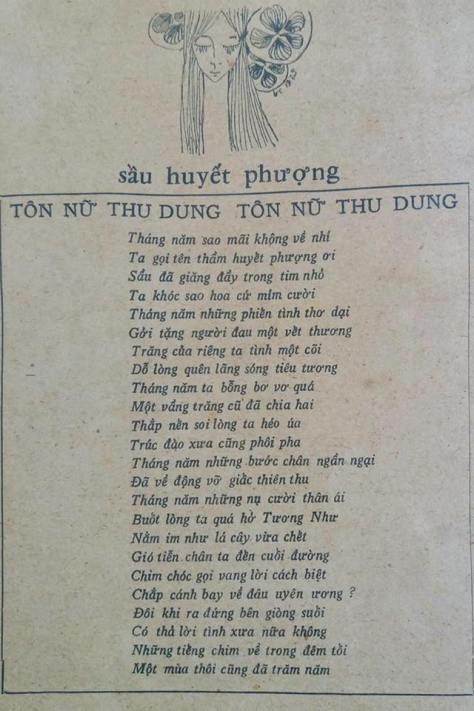 sầu huyết phượng
TÔN NỮ THU DUNG TÔN NỮ THU DUNG
Tháng năm sao mãi không về nhỉ
Ta gọi tên thầm huyết phượng ơi
Sầu đã giăng đầy trong tim nhỏ
Ta khóc sao hoa cứ mỉm cười
Tháng năm những phiến tình thơ dại
Gởi tặng người đau một vết thương
Trăng của riêng ta tình một cõi
Dỗ lòng quên lãng sóng tiêu tương
Tháng năm ta bỗng bơ vơ quá
Một vầng trăng cũ đã chia hai
Thắp nến soi lòng ta héo úa
Trúc đào xưa cũng phôi pha
Tháng năm những bước chân ngần ngại
Đã về động vỡ giấc thiên thu
Tháng năm những nụ cười thân ái
Buốt lòng ta quá hở Tương Như
Nằm im như lá cây vừa chết
Gió tiễn chân ta đến cuối đường
Chim chóc gọi vang lời cách biệt
Chắp cánh bay về đâu uyên ương ?
Đôi khi ra đứng bên giòng suối
Có thả lời tình xưa nữa không
Những tiếng chim về trong đêm tối
Một mùa thôi cũng đã trăm năm